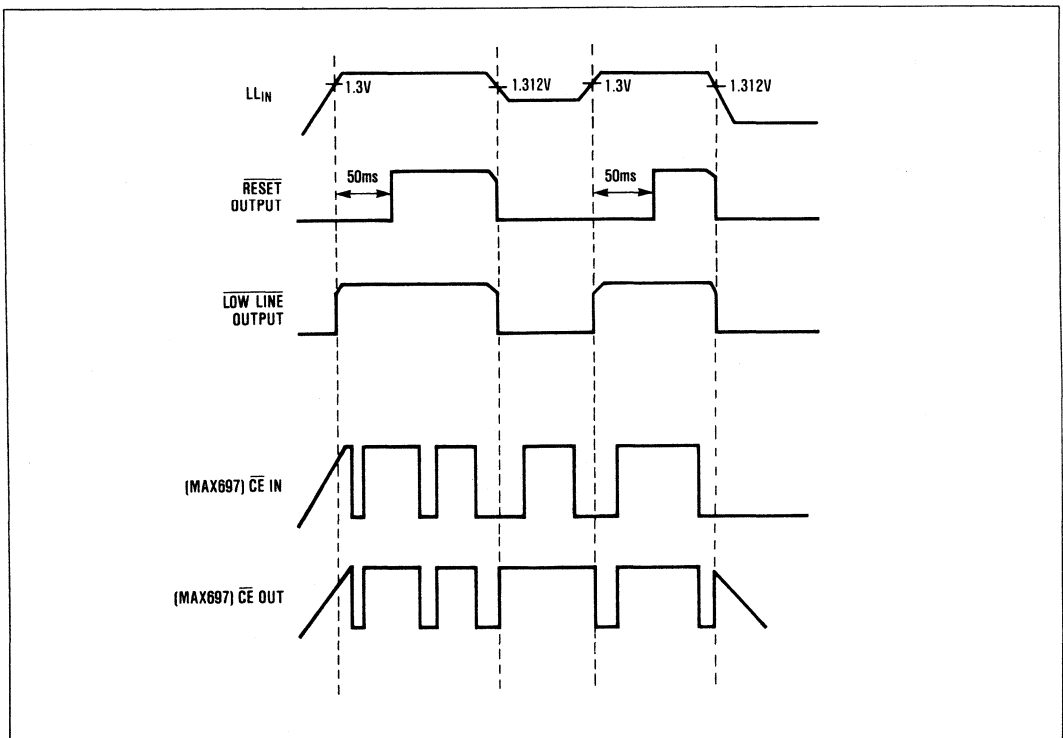 LLIN
1.3V
1.312V
1.3V
1.312V
RESET
OUTPUT
50ms
50ms
LOW LINE
OUTPUT
(MAX697) CE IN
(MAX697) CE OUT